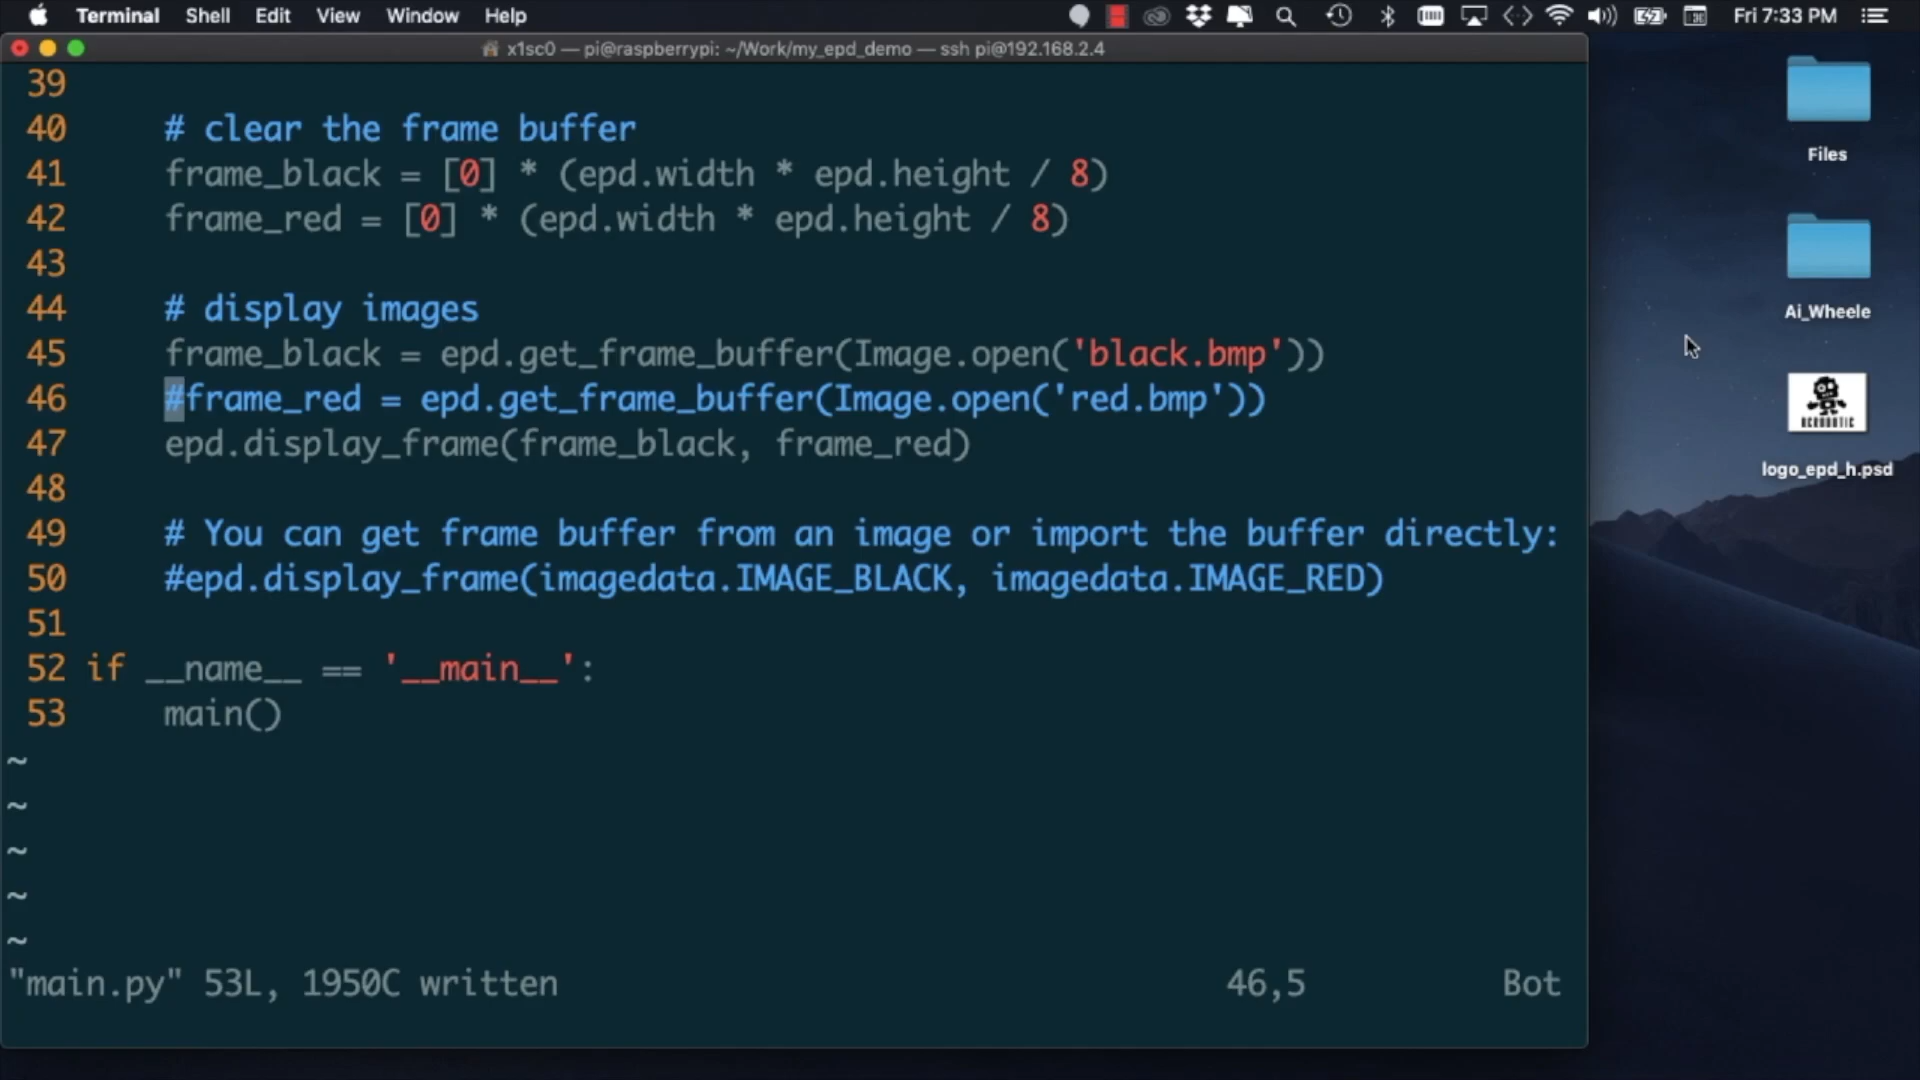 Terminal Shell Edit View Window Help Fri 7:33 PM
x1sc0 — pi@raspberrypi: ~/Work/my_epd_demo — ssh pi@192.168.2.4
39
40 # clear the frame buffer
41 frame_black = [0] * (epd.width * epd.height / 8)
42 frame_red = [0] * (epd.width * epd.height / 8)
43
44 # display images
45 frame_black = epd.get_frame_buffer(Image.open('black.bmp'))
46 #frame_red = epd.get_frame_buffer(Image.open('red.bmp'))
47 epd.display_frame(frame_black, frame_red)
48
49 # You can get frame buffer from an image or import the buffer directly:
50 #epd.display_frame(imagedata.IMAGE_BLACK, imagedata.IMAGE_RED)
51
52 if __name__ == '__main__':
53 main()
~
~
~
~
~
"main.py" 53L, 1950C written 46,5 Bot
Files
Ai_Wheele
ACROBOTIC
logo_epd_h.psd